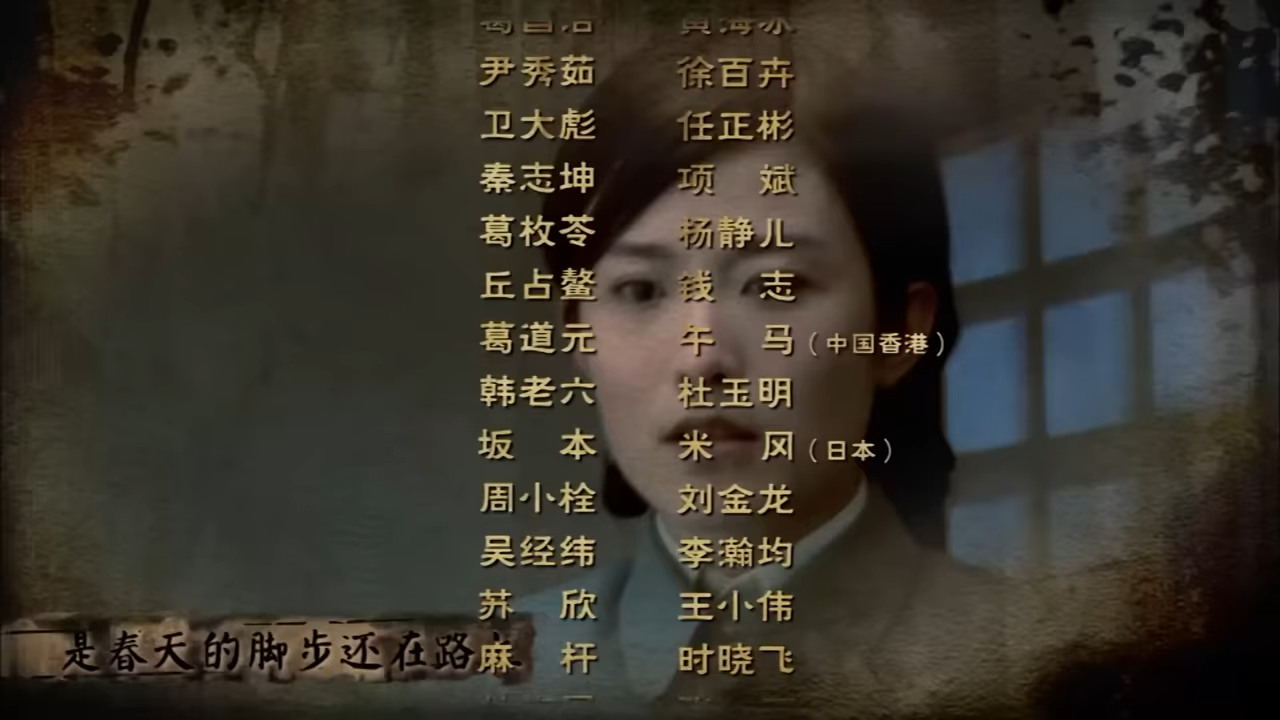 尹秀茹 徐百卉
卫大彪 任正彬
秦志坤 项 斌
葛枚苓 杨静儿
丘占鳌 钱 志
葛道元 午 马（中国香港）
韩老六 杜玉明
坂 本 米 风（日本）
周小栓 刘金龙
吴经纬 李瀚均
苏 欣 王小伟
麻 杆 时晓飞
是春天的脚步还在路